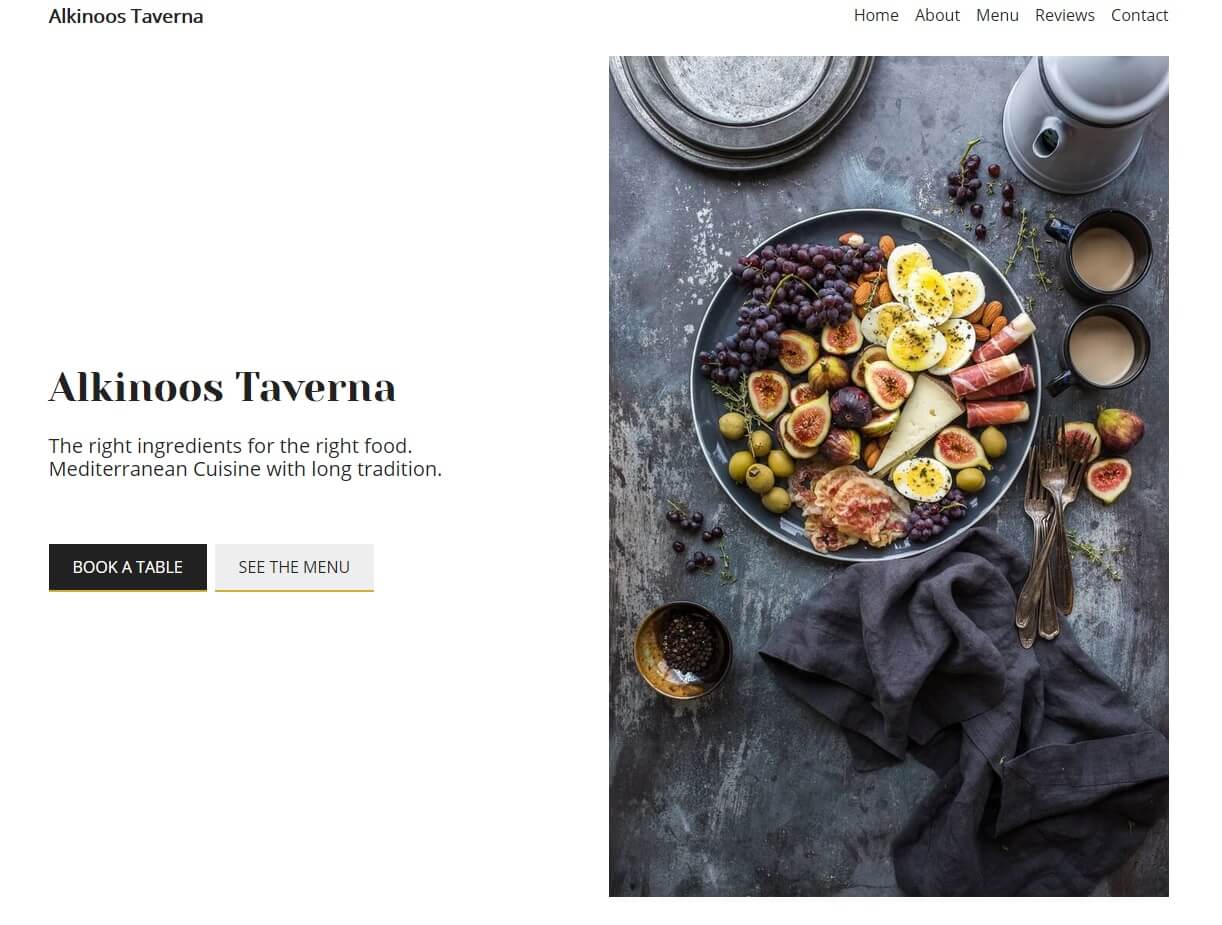 Alkinoos Taverna
Home About Menu Reviews Contact
Alkinoos Taverna
The right ingredients for the right food.
Mediterranean Cuisine with long tradition.
BOOK A TABLE
SEE THE MENU